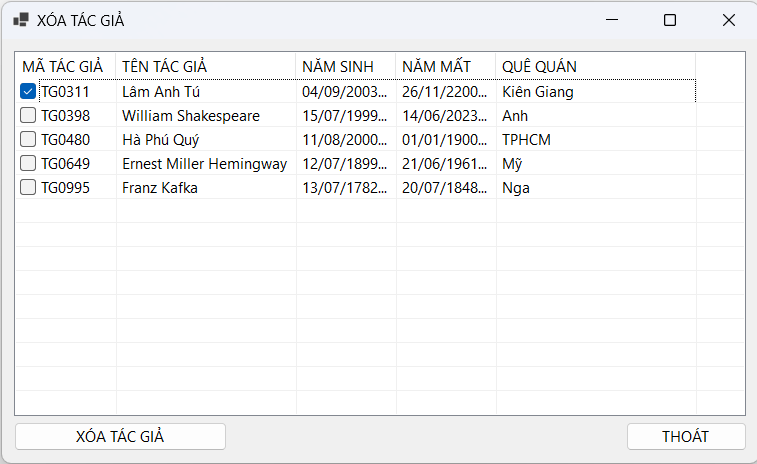 XÓA TÁC GIẢ
MÃ TÁC GIẢ TÊN TÁC GIẢ NĂM SINH NĂM MẤT QUÊ QUÁN
TG0311 Lâm Anh Tú 04/09/2003... 26/11/2200... Kiên Giang
TG0398 William Shakespeare 15/07/1999... 14/06/2023... Anh
TG0480 Hà Phú Quý 11/08/2000... 01/01/1900... TPHCM
TG0649 Ernest Miller Hemingway 12/07/1899... 21/06/1961... Mỹ
TG0995 Franz Kafka 13/07/1782... 20/07/1848... Nga
XÓA TÁC GIẢ THOÁT